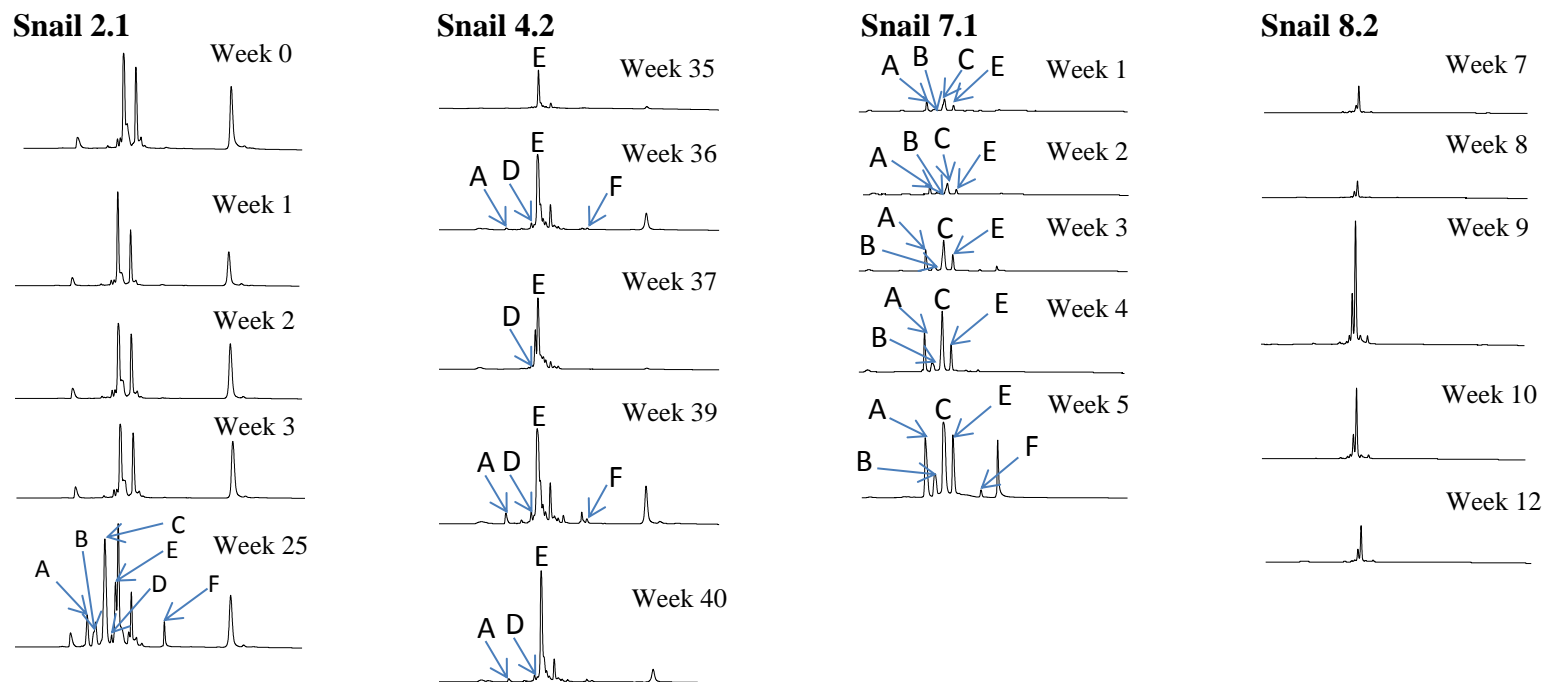 Snail 2.1
Week 0
Week 1
Week 2
Week 3
Week 25
A
B
C
E
D
F
Snail 4.2
Week 35
E
Week 36
A
D
E
F
Week 37
D
E
Week 39
A
D
E
F
Week 40
A
D
E
Snail 7.1
Week 1
A
B
C
E
Week 2
A
B
C
E
Week 3
A
B
C
E
Week 4
A
B
C
E
Week 5
A
B
C
E
F
Snail 8.2
Week 7
Week 8
Week 9
Week 10
Week 12